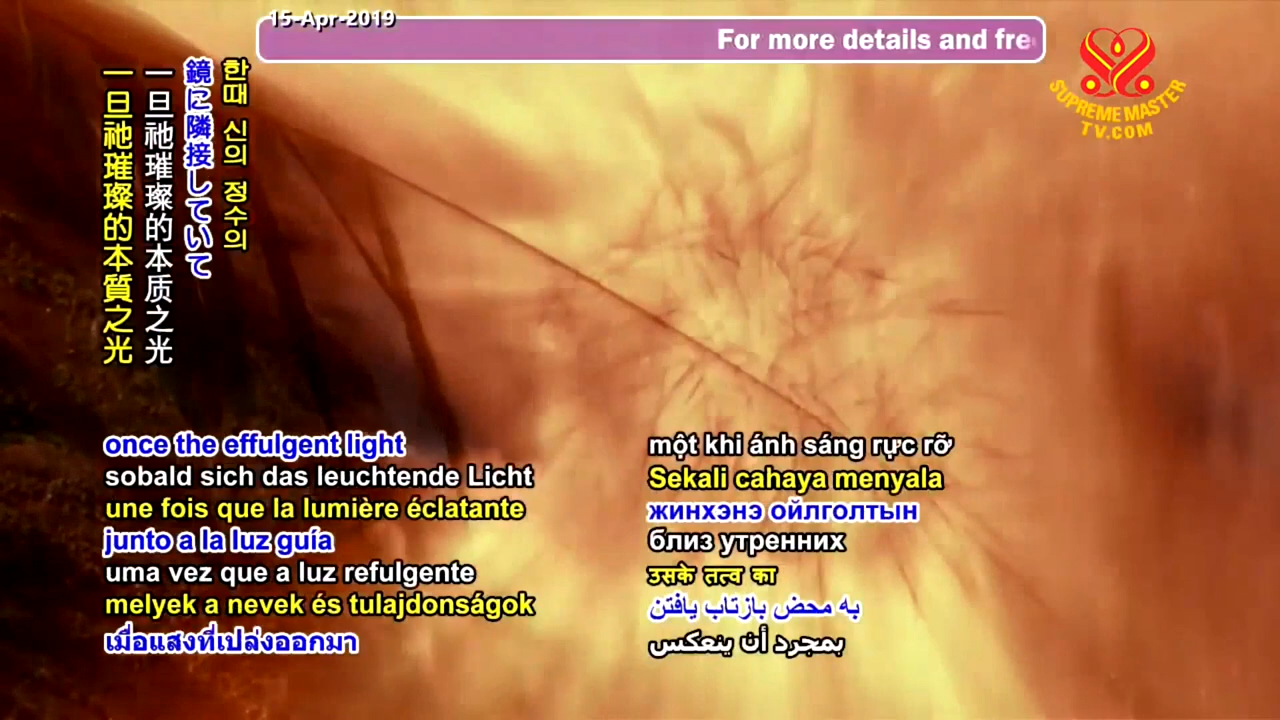 15-Apr-2019
For more details and fre
SUPREME MASTER
TV.COM
한때 신의 정수의
鏡に隣接していて
一旦祂璀璨的本质之光
一旦祂璀璨的本質之光
once the effulgent light
sobald sich das leuchtende Licht
une fois que la lumière éclatante
junto a la luz guía
uma vez que a luz refulgente
melyek a nevek és tulajdonságok
เมื่อแสงที่เปล่งออกมา
một khi ánh sáng rực rỡ
Sekali cahaya menyala
жинхэнэ ойлголтын
близ утренних
उसके तत्व का
به محض بازتاب یافتن
بمجرد أن ينعكس